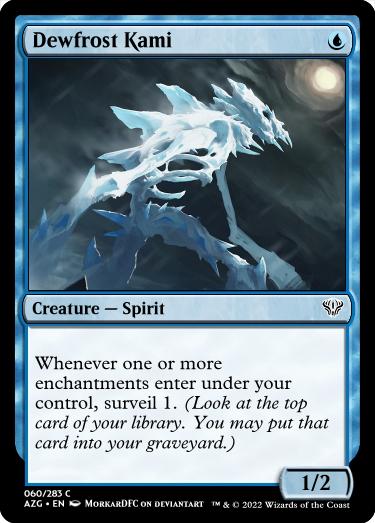 Dewfrost Kami
Creature — Spirit
Whenever one or more
enchantments enter under your
control, surveil 1. (Look at the top
card of your library. You may put that
card into your graveyard.)
1/2
060/283 C
AZG • EN MorkarDFC on deviantart ™ & © 2022 Wizards of the Coast